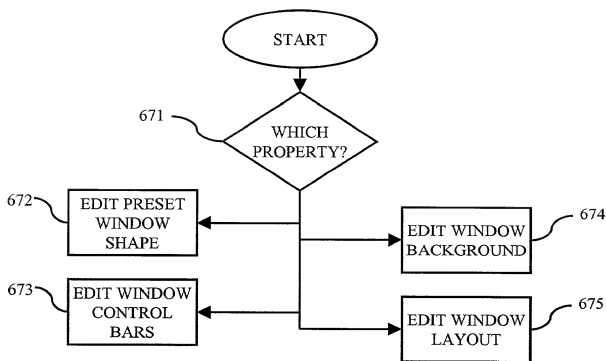 START
671
WHICH
PROPERTY?
672
EDIT PRESET
WINDOW
SHAPE
674
EDIT WINDOW
BACKGROUND
673
EDIT WINDOW
CONTROL
BARS
675
EDIT WINDOW
LAYOUT